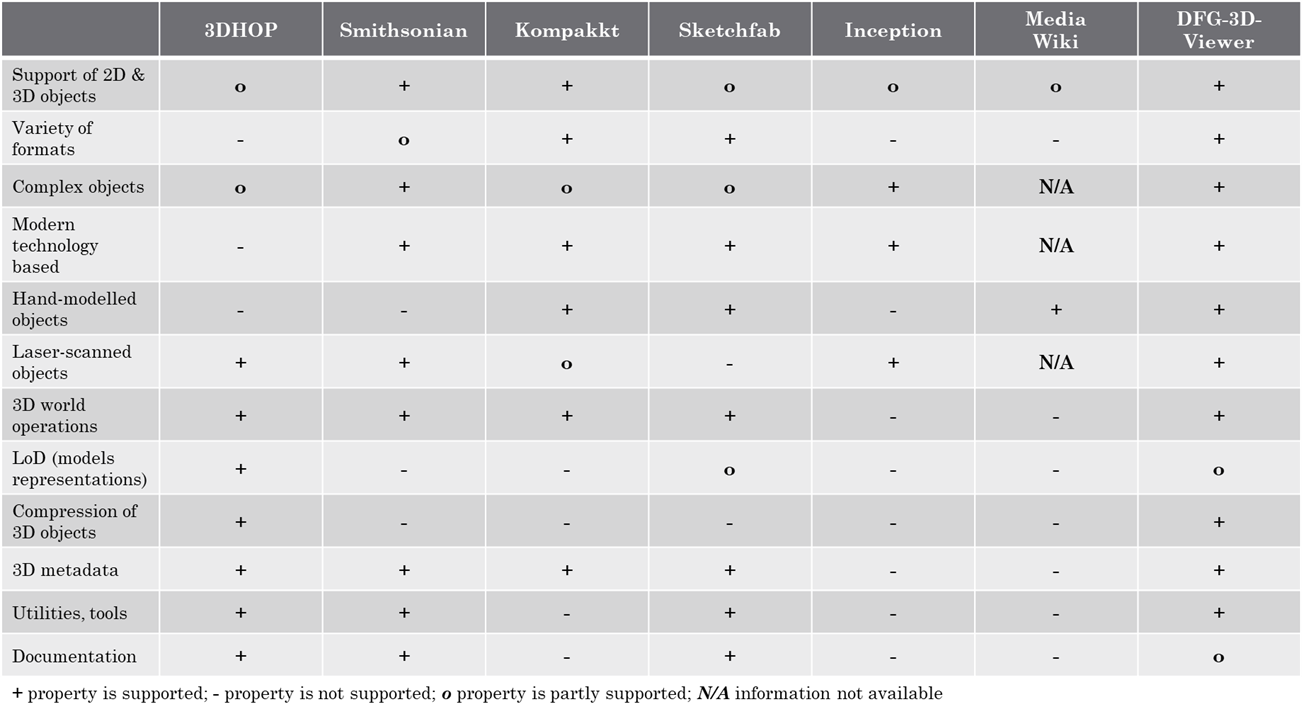 3DHOP Smithsonian Kompakkt Sketchfab Inception Media Wiki DFG-3D-Viewer
Support of 2D & 3D objects o + + o o o +
Variety of formats - o + + - - +
Complex objects o + o o + N/A +
Modern technology based - + + + + N/A +
Hand-modelled objects - - + + - + +
Laser-scanned objects + + o - + N/A +
3D world operations + + + + - - +
LoD (models representations) + - - o - - o
Compression of 3D objects + - - - - - +
3D metadata + + + + - - +
Utilities, tools + + - + - - +
Documentation + + - + - - o
+ property is supported; - property is not supported; o property is partly supported; N/A information not available